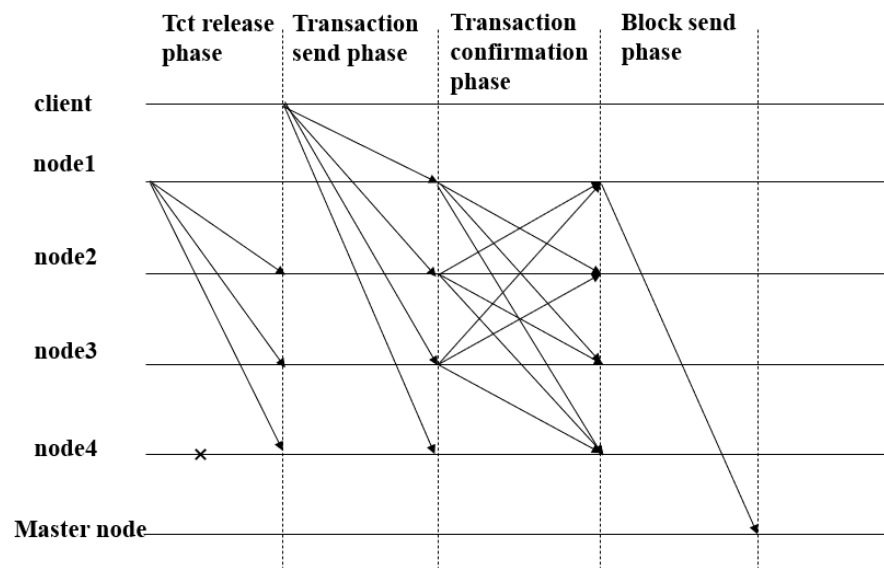 Tct release
phase
Transaction
send phase
Transaction
confirmation
phase
Block send
phase
client
node1
node2
node3
node4
Master node